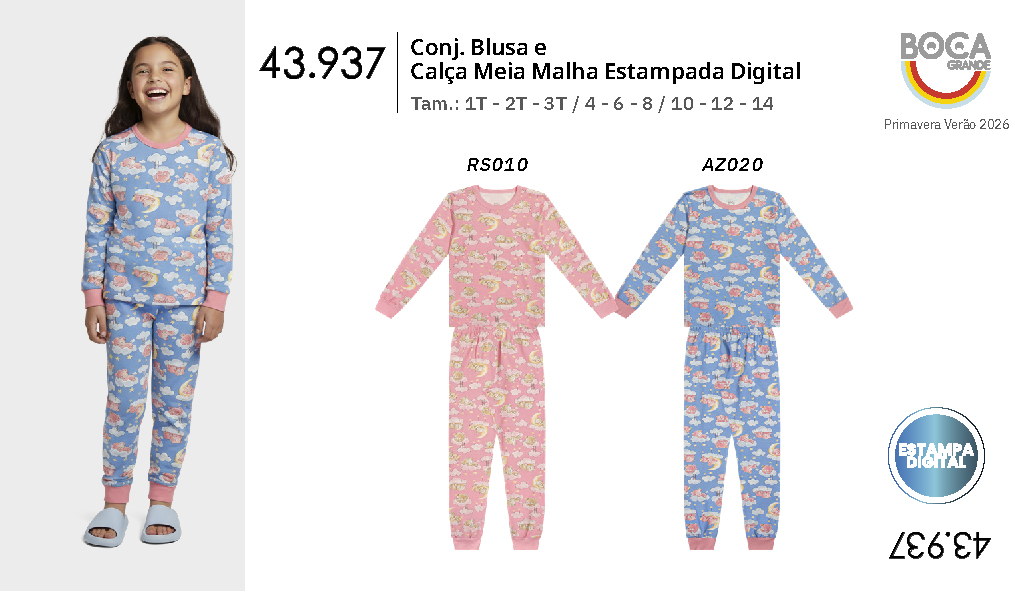 43.937
Conj. Blusa e
Calça Meia Malha Estampada Digital
Tam.: 1T - 2T - 3T / 4 - 6 - 8 / 10 - 12 - 14
BOCA
GRANDE
Primavera Verão 2026
RS010
AZ020
ESTAMPA
DIGITAL
43.937